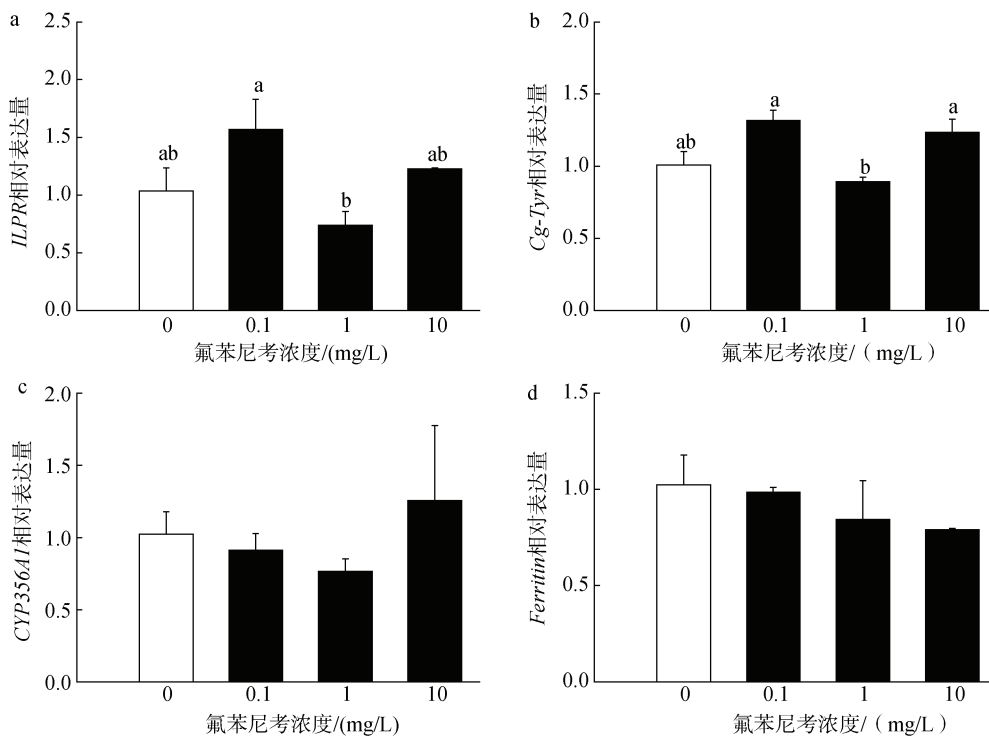 a
2.5
2.0
1.5
1.0
0.5
0.0
ILPR相对表达量
ab
a
b
ab
0 0.1 1 10
氟苯尼考浓度/(mg/L)
b
2.0
1.5
1.0
0.5
0.0
Cg-Tyr相对表达量
ab
a
b
a
0 0.1 1 10
氟苯尼考浓度/（mg/L）
c
2.0
1.5
1.0
0.5
0.0
CYP356A1相对表达量
0 0.1 1 10
氟苯尼考浓度/(mg/L)
d
1.5
1.0
0.5
0.0
Ferritin相对表达量
0 0.1 1 10
氟苯尼考浓度/（mg/L）